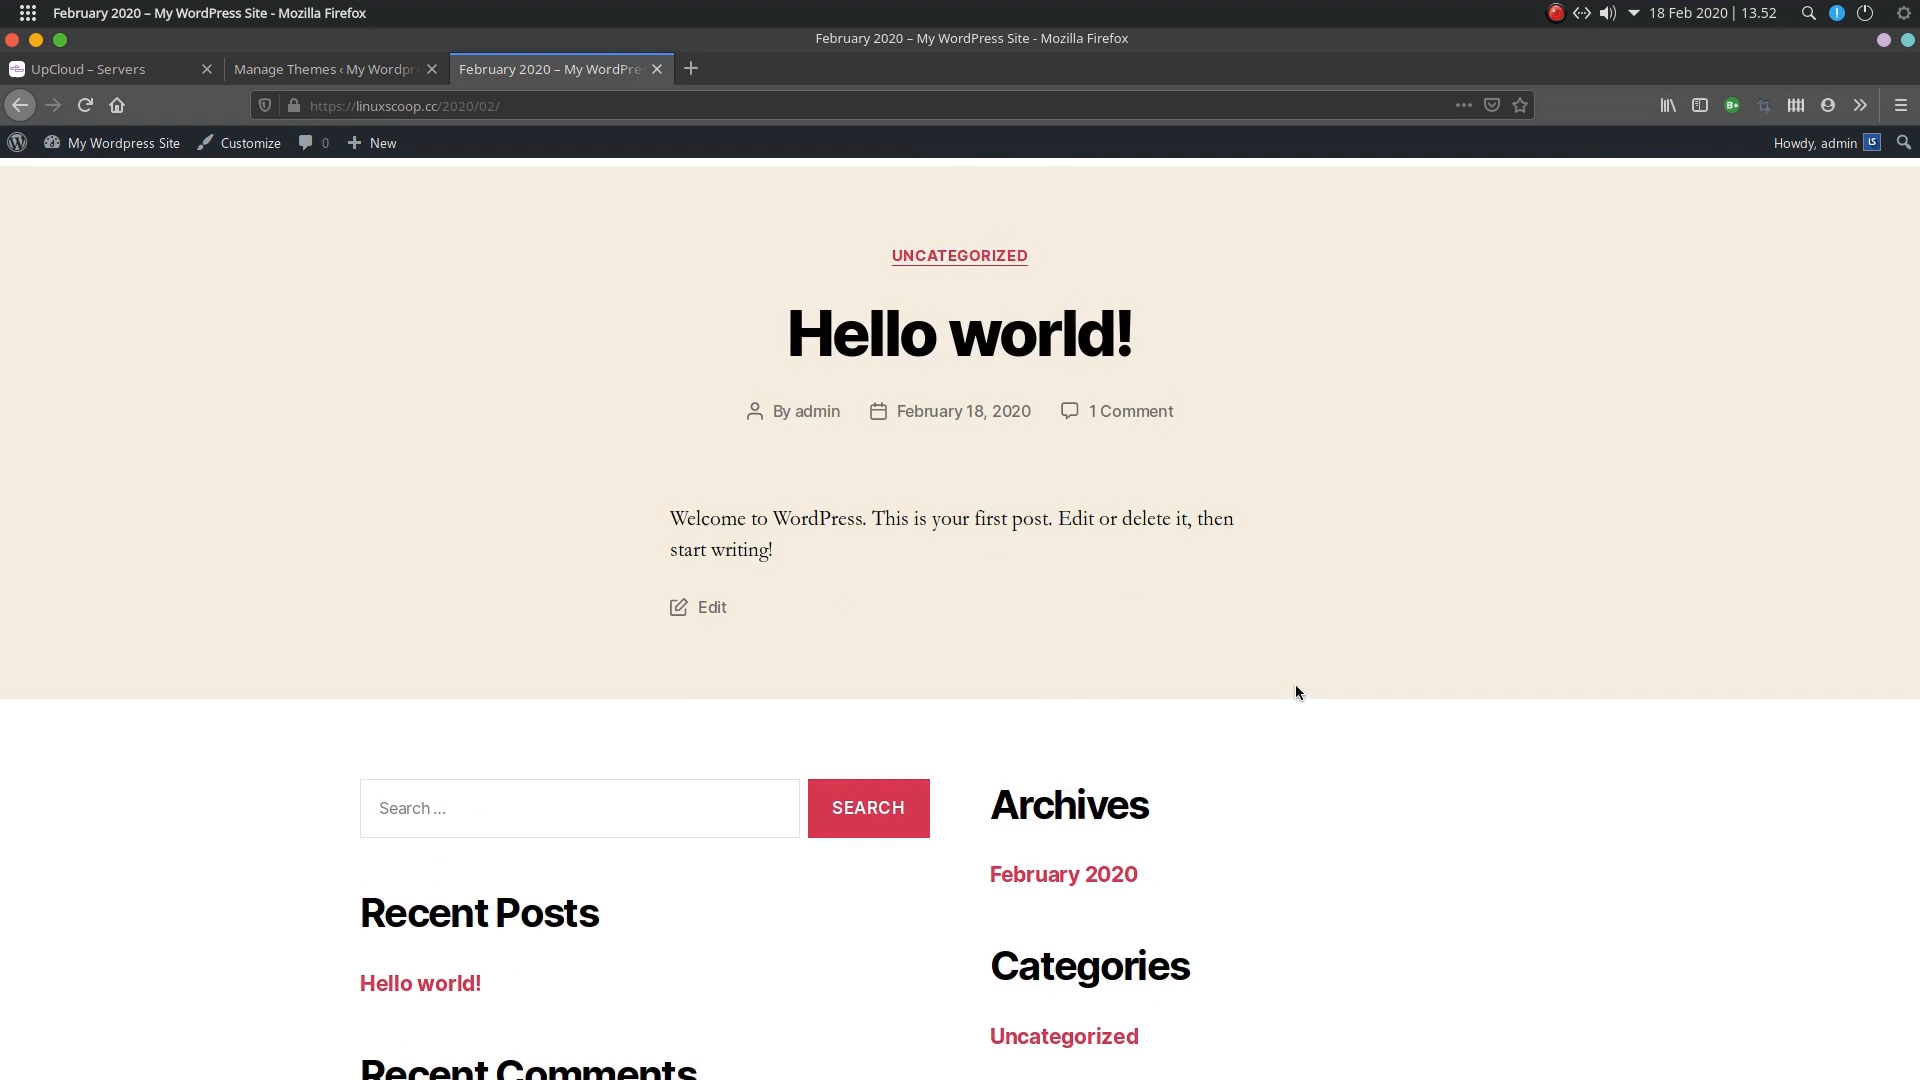 February 2020 – My WordPress Site - Mozilla Firefox
18 Feb 2020 | 13.52
February 2020 – My WordPress Site - Mozilla Firefox
UpCloud – Servers
Manage Themes ‹ My Wordpr
February 2020 – My WordPre
https://linuxscoop.cc/2020/02/
My Wordpress Site
Customize
0
New
Howdy, admin
LS
UNCATEGORIZED
Hello world!
By admin
February 18, 2020
1 Comment
Welcome to WordPress. This is your first post. Edit or delete it, then
start writing!
Edit
Search …
SEARCH
Archives
February 2020
Recent Posts
Categories
Hello world!
Uncategorized
Recent Comments